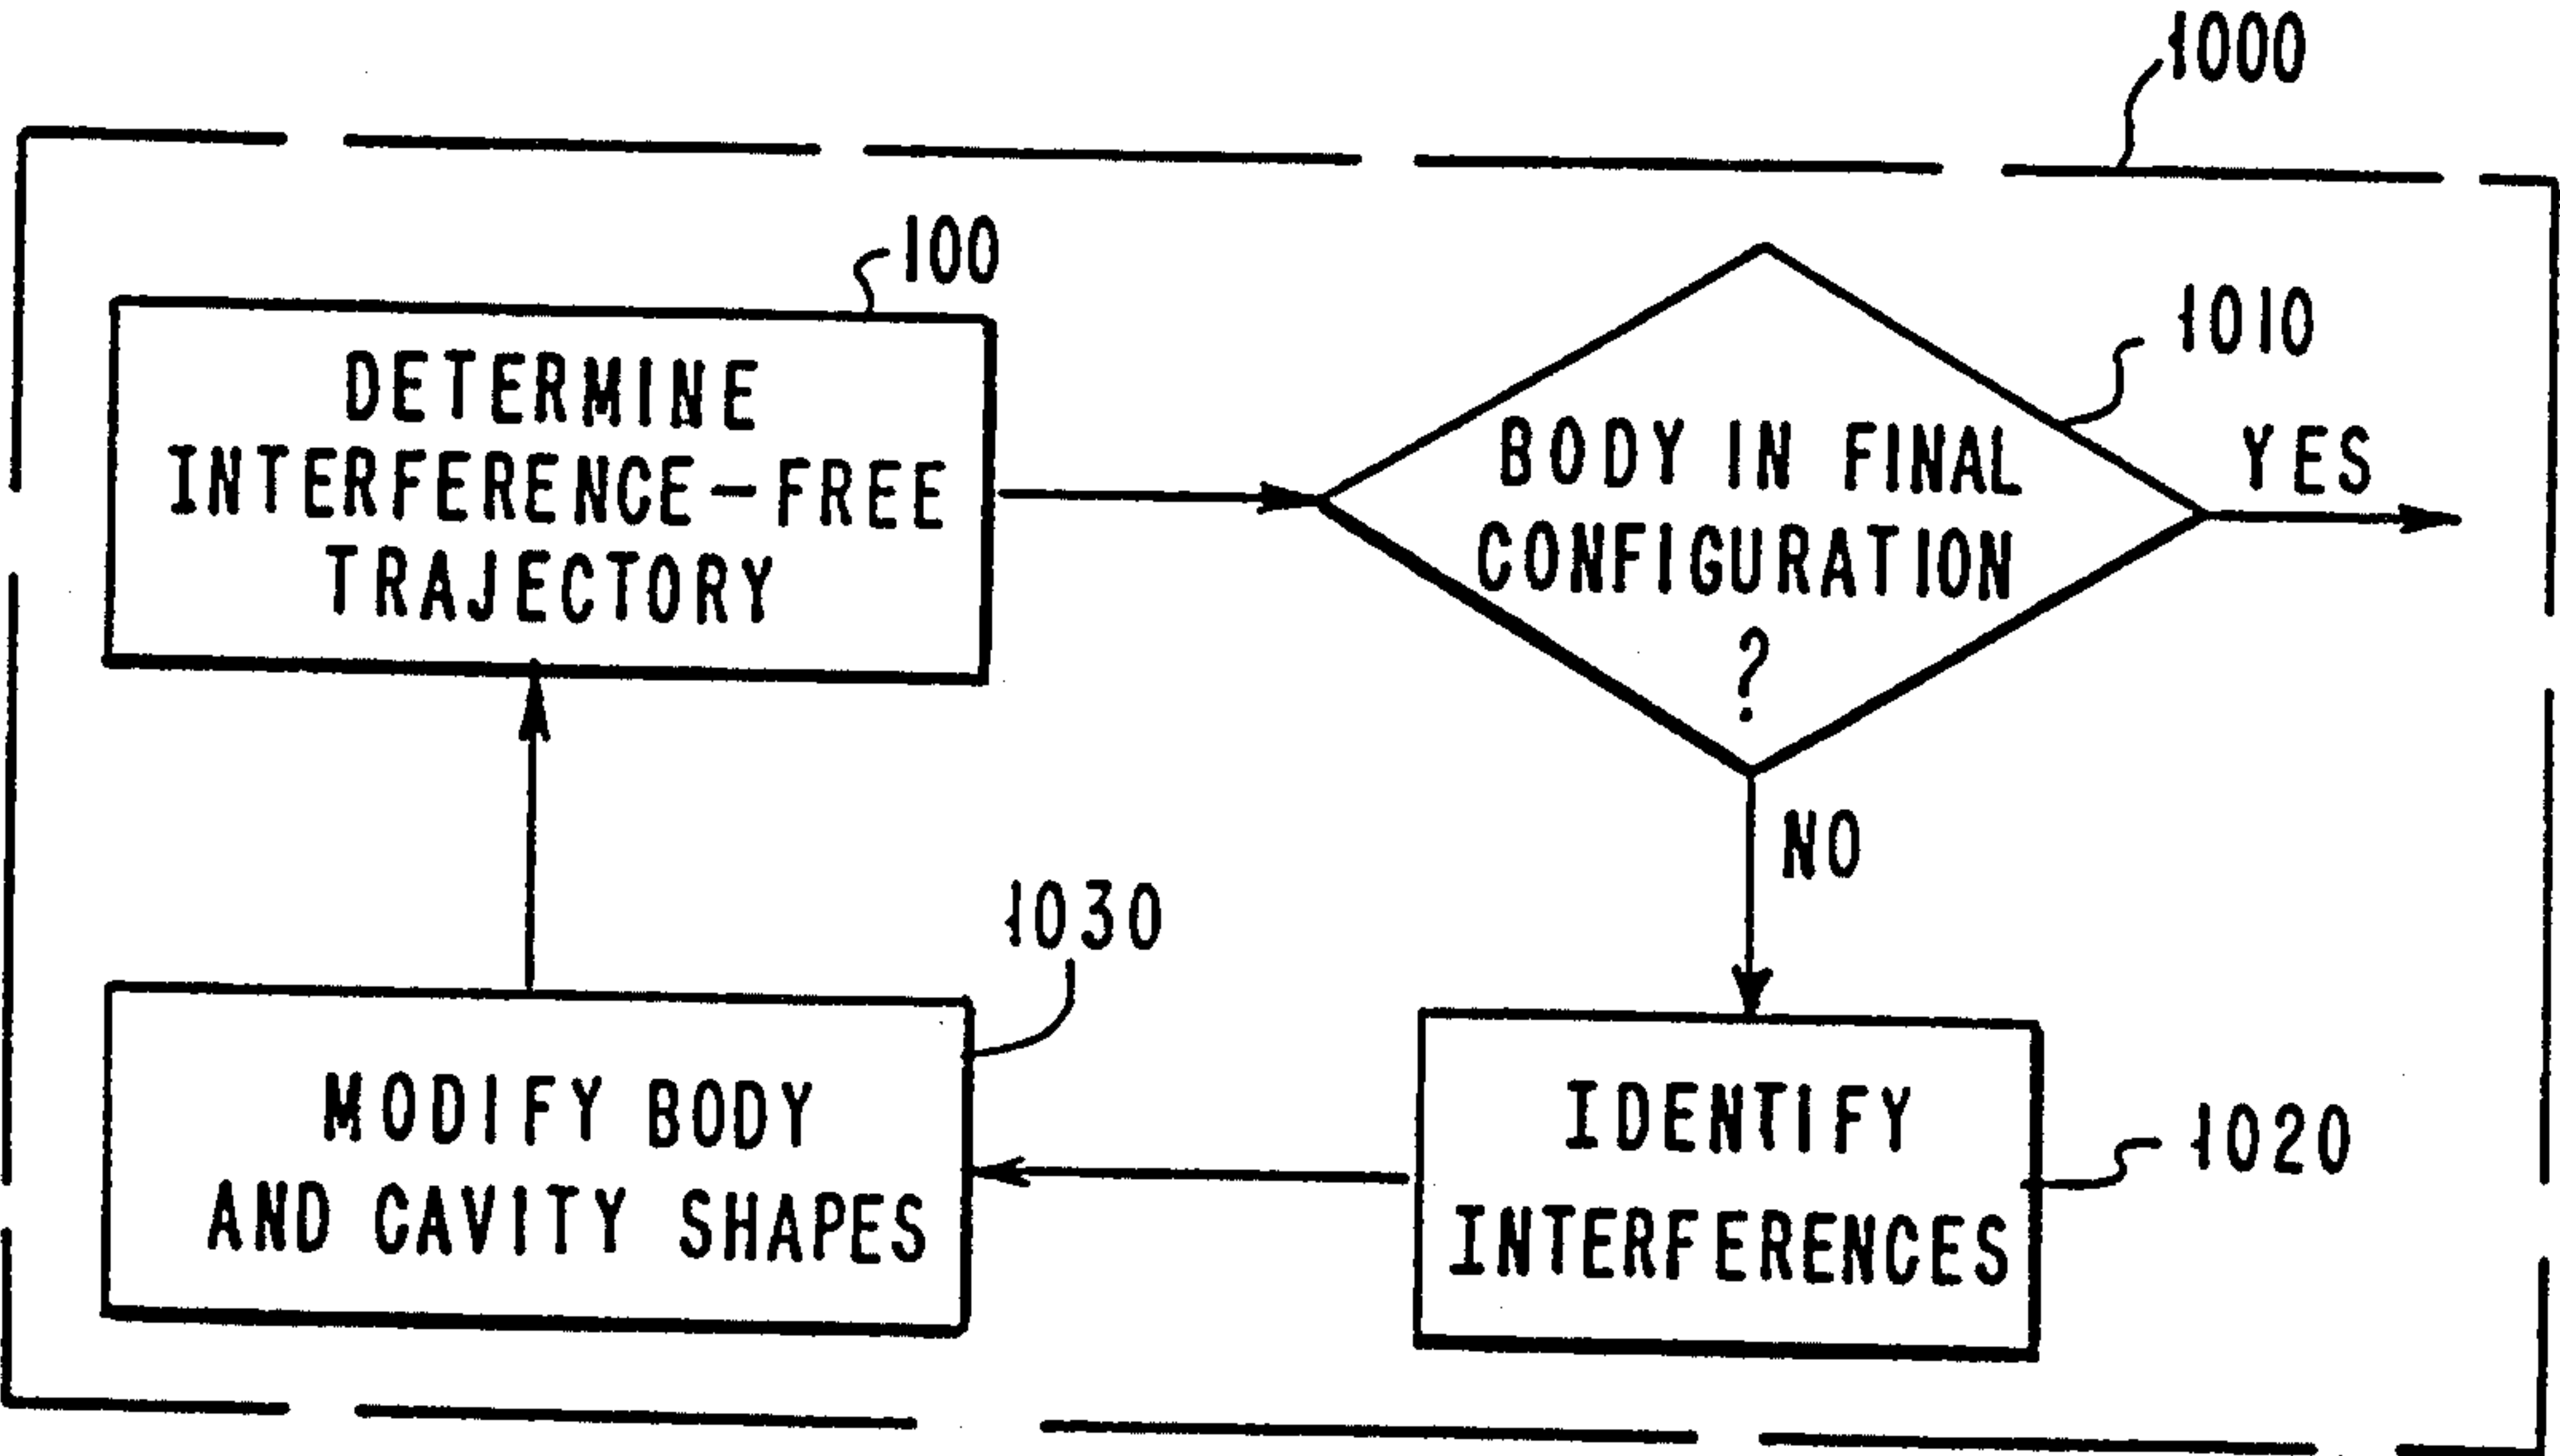 1000
100
DETERMINE
INTERFERENCE-FREE
TRAJECTORY
1010
BODY IN FINAL
CONFIGURATION
?
YES
NO
1030
MODIFY BODY
AND CAVITY SHAPES
1020
IDENTIFY
INTERFERENCES